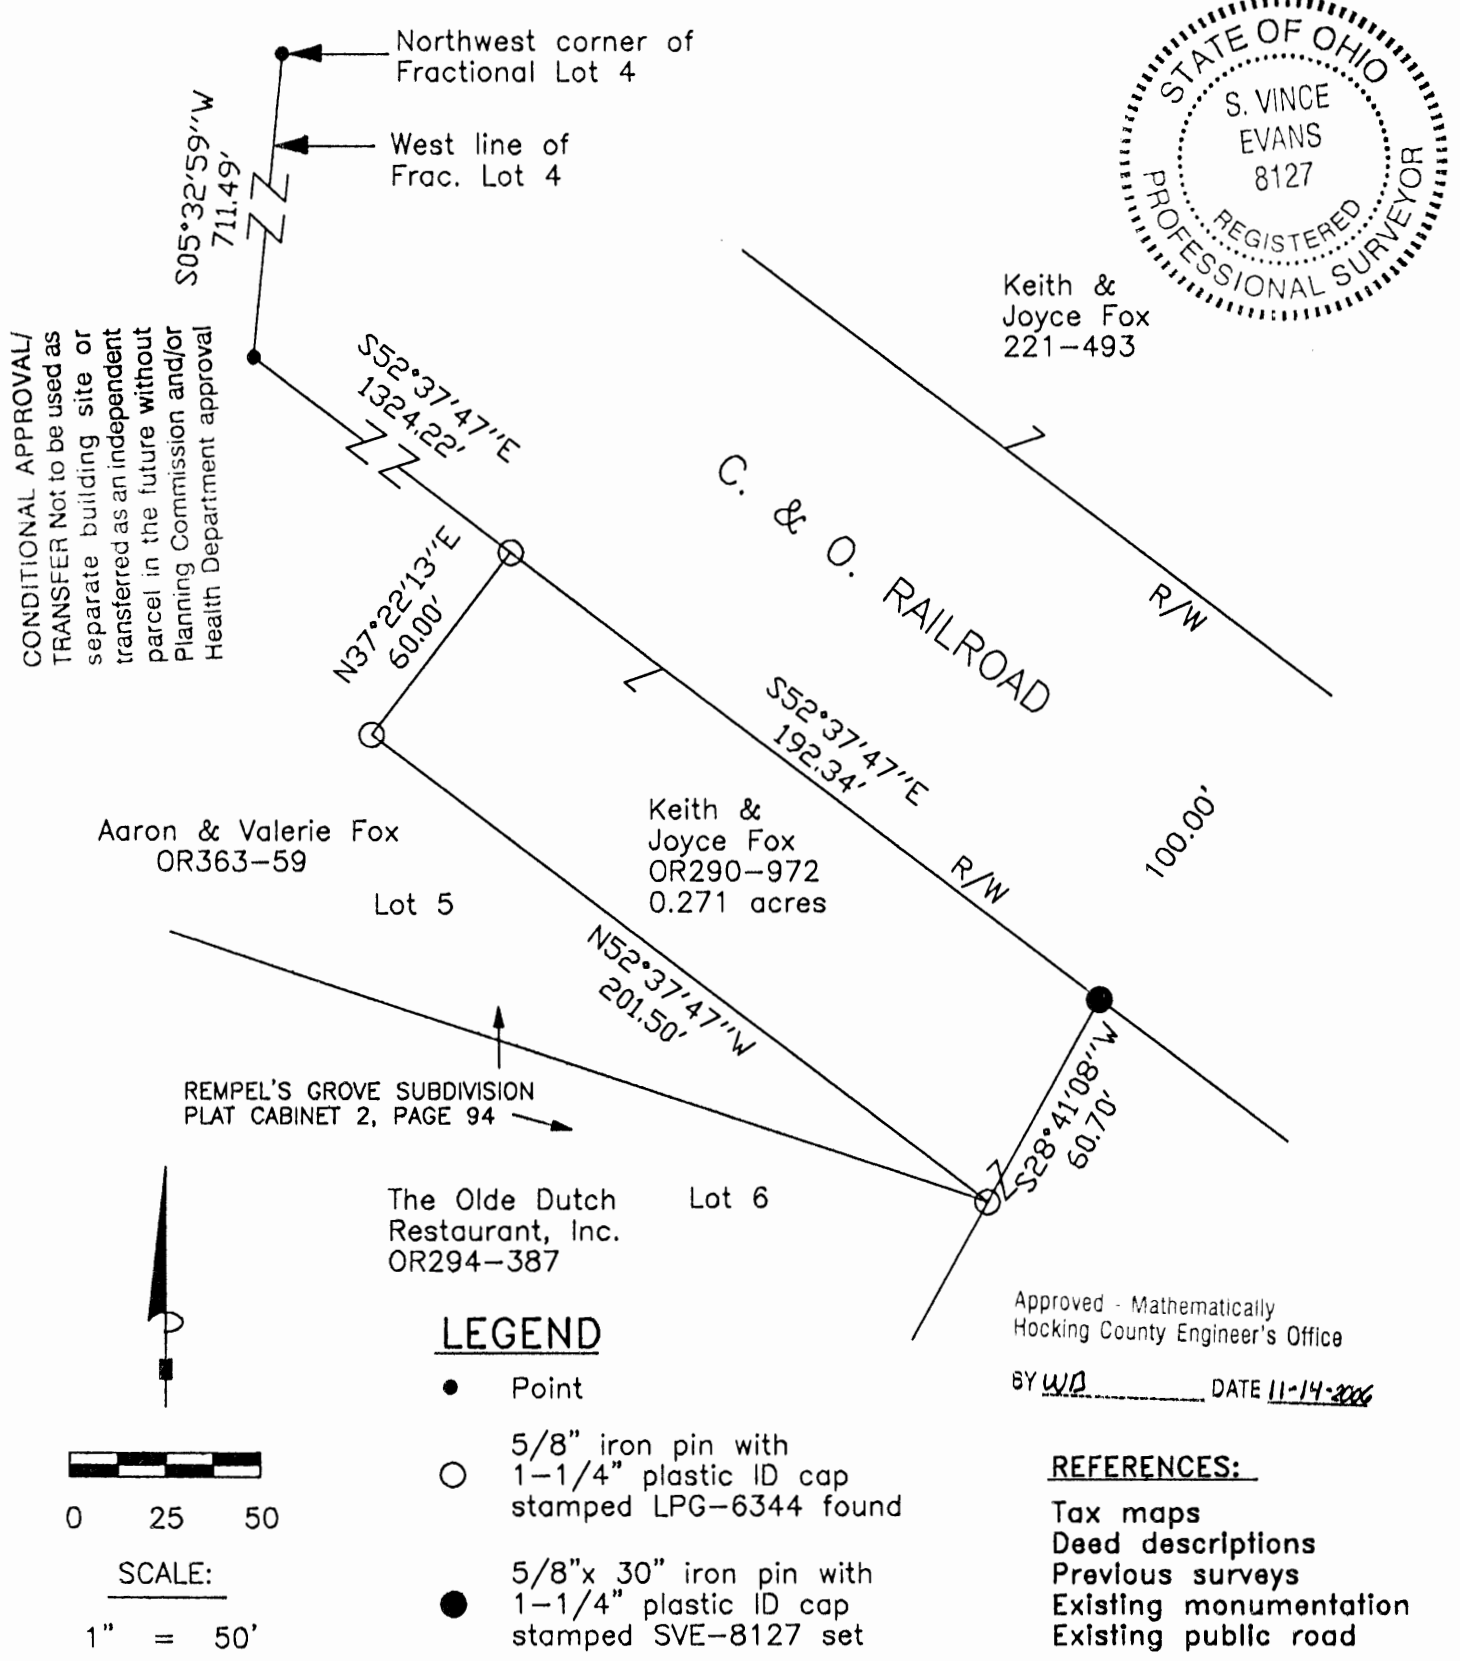 Northwest corner of
Fractional Lot 4
West line of
Frac. Lot 4
S05°32'59''W
711.49'
STATE OF OHIO
S. VINCE
EVANS
8127
REGISTERED
PROFESSIONAL SURVEYOR
Keith &
Joyce Fox
221-493
CONDITIONAL APPROVAL/
TRANSFER Not to be used as
separate building site or
transferred as an independent
parcel in the future without
Planning Commission and/or
Health Department approval
S52°37'47''E
1324.22'
C. & O. RAILROAD
R/W
N37°22'13''E
60.00'
S52°37'47''E
192.34'
100.00'
Aaron & Valerie Fox
OR363-59
Lot 5
Keith &
Joyce Fox
OR290-972
0.271 acres
R/W
N52°37'47''W
201.50'
S28°41'08''W
60.70'
REMPEL'S GROVE SUBDIVISION
PLAT CABINET 2, PAGE 94
The Olde Dutch
Restaurant, Inc.
OR294-387
Lot 6
Approved - Mathematically
Hocking County Engineer's Office
BY WB DATE 11-14-2006
LEGEND
Point
5/8" iron pin with
1-1/4" plastic ID cap
stamped LPG-6344 found
5/8"x 30" iron pin with
1-1/4" plastic ID cap
stamped SVE-8127 set
0 25 50
SCALE:
1" = 50'
REFERENCES:
Tax maps
Deed descriptions
Previous surveys
Existing monumentation
Existing public road